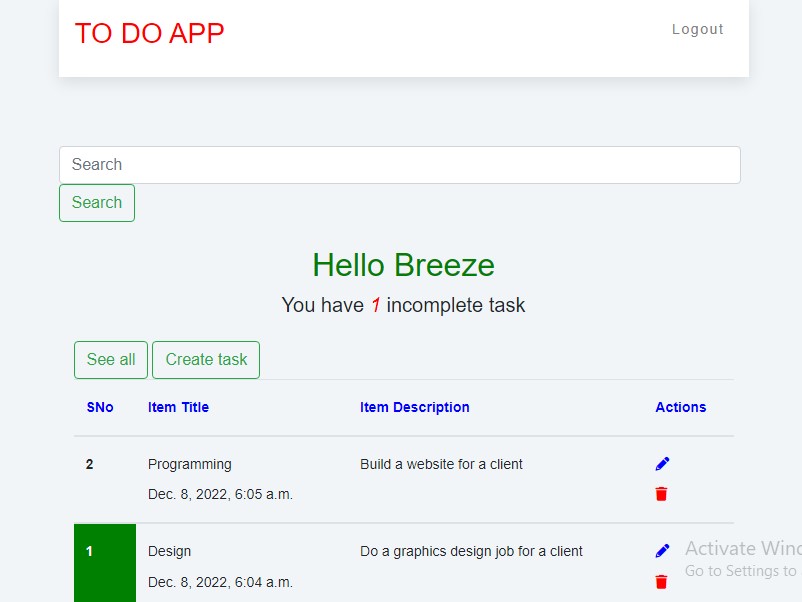 TO DO APP
Logout
Search
Search
Hello Breeze
You have 1 incomplete task
See all Create task
SNo Item Title Item Description Actions
2 Programming Build a website for a client
Dec. 8, 2022, 6:05 a.m.
1 Design Do a graphics design job for a client
Dec. 8, 2022, 6:04 a.m.
Activate Wind
Go to Settings to